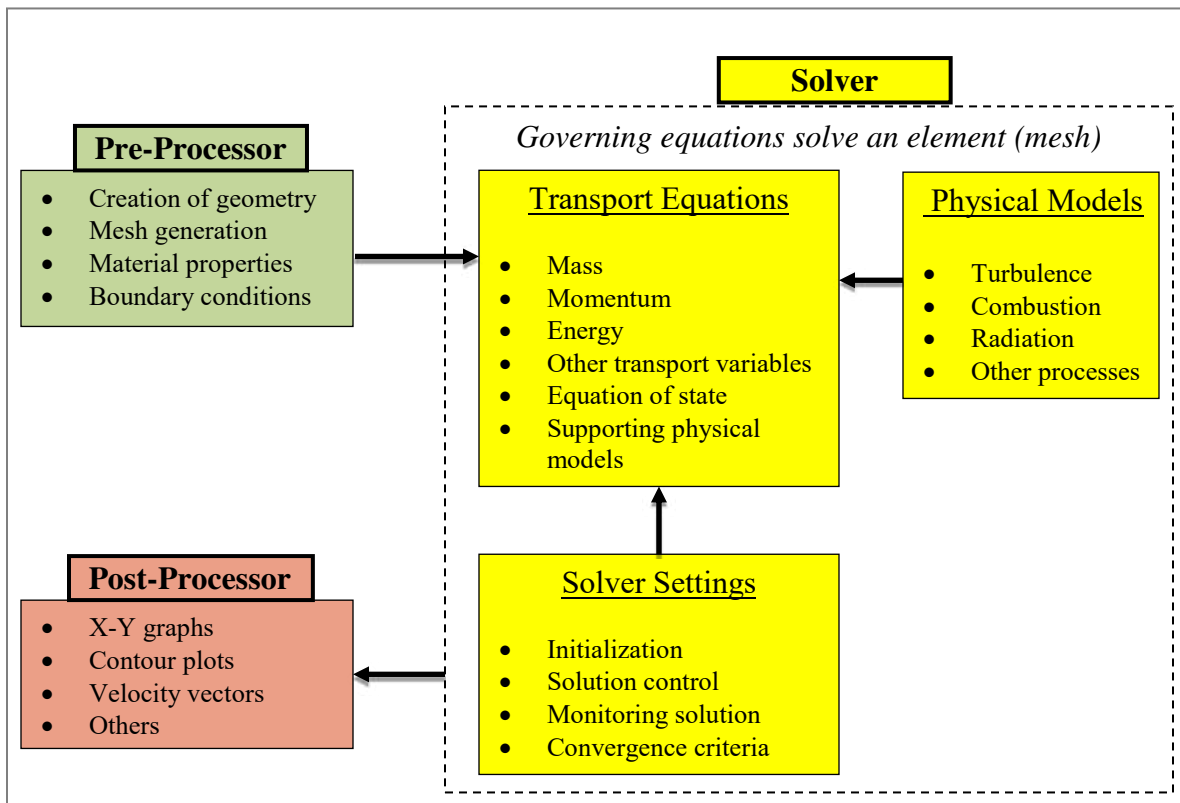 Solver
Governing equations solve an element (mesh)
Pre-Processor
• Creation of geometry
• Mesh generation
• Material properties
• Boundary conditions
Transport Equations
• Mass
• Momentum
• Energy
• Other transport variables
• Equation of state
• Supporting physical
models
Physical Models
• Turbulence
• Combustion
• Radiation
• Other processes
Post-Processor
• X-Y graphs
• Contour plots
• Velocity vectors
• Others
Solver Settings
• Initialization
• Solution control
• Monitoring solution
• Convergence criteria